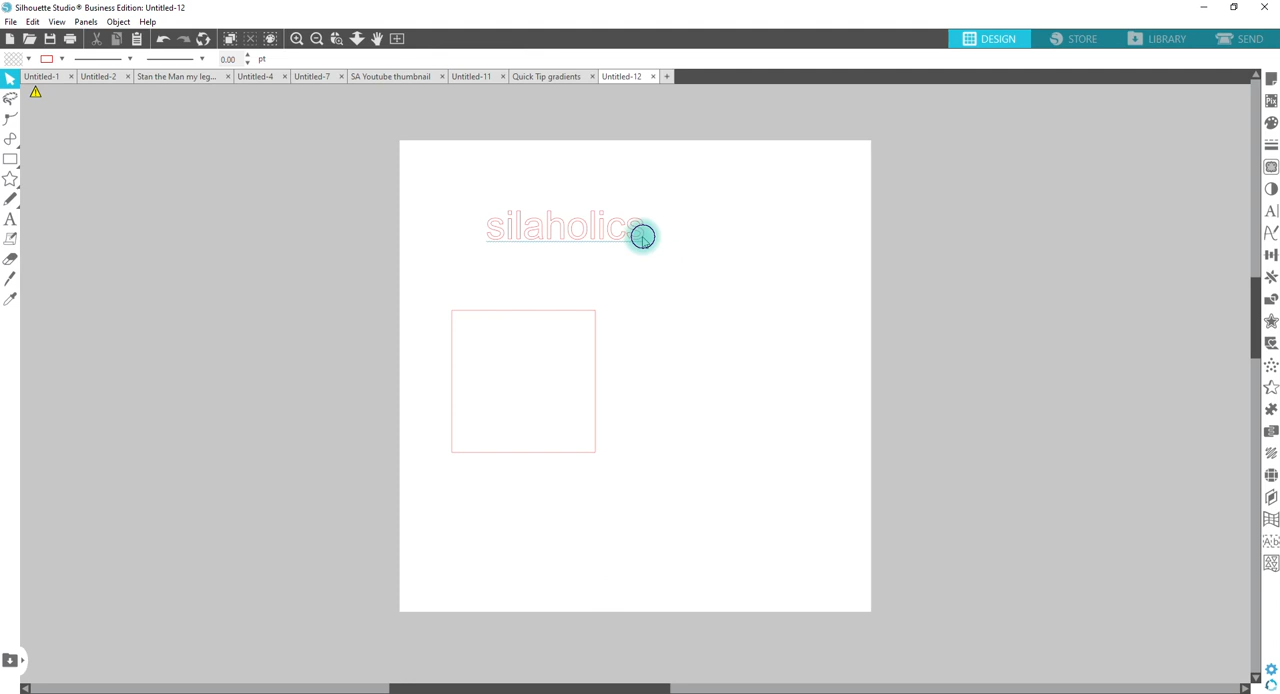 Silhouette Studio® Business Edition: Untitled-12
File Edit View Panels Object Help
DESIGN STORE LIBRARY SEND
0.00 pt
Untitled-1 Untitled-2 Stan the Man my leg... Untitled-4 Untitled-7 SA Youtube thumbnail Untitled-11 Quick Tip gradients Untitled-12
silaholics